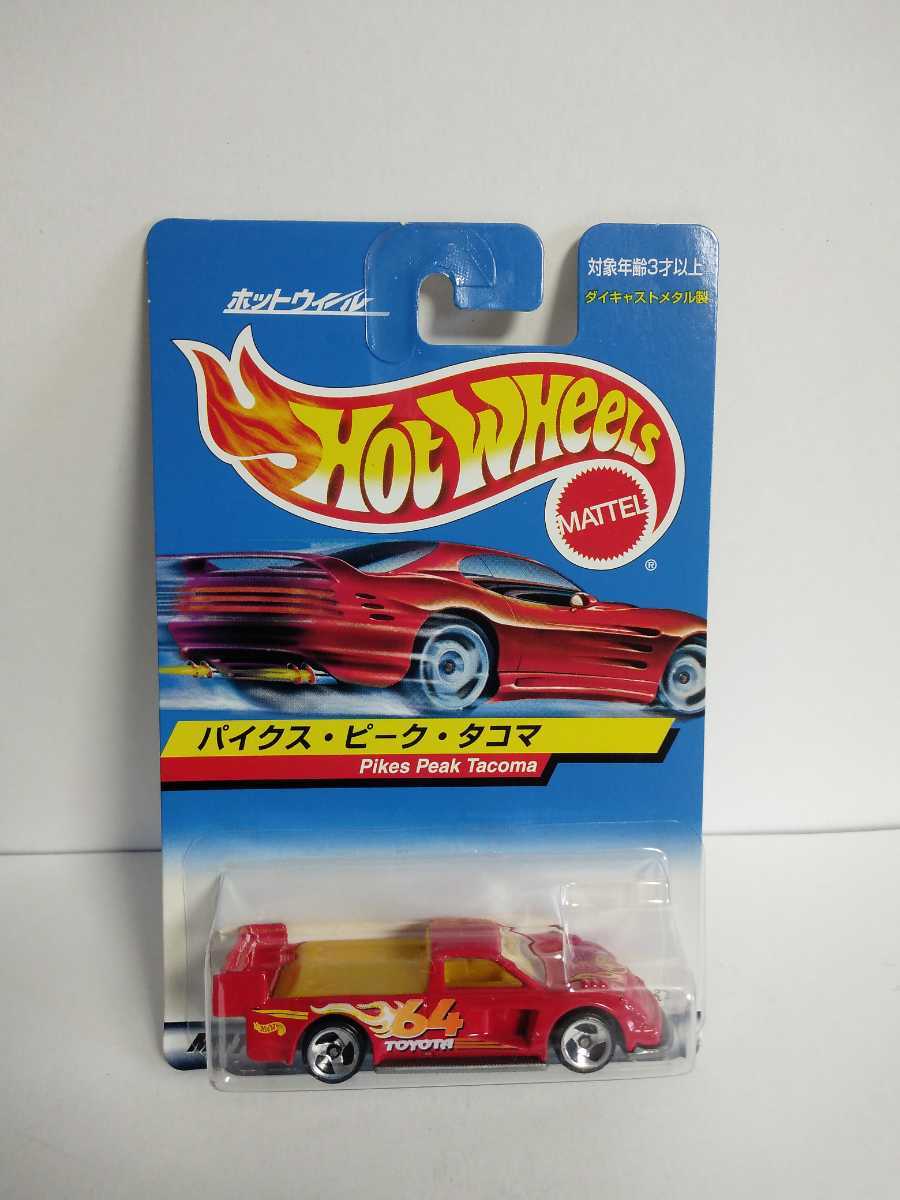 対象年齢3才以上
ダイキャストメタル製
ホットウィール
HOT WHEELS
MATTEL
®
パイクス・ピーク・タコマ
Pikes Peak Tacoma
64
TOYOTA
Hot Wheels